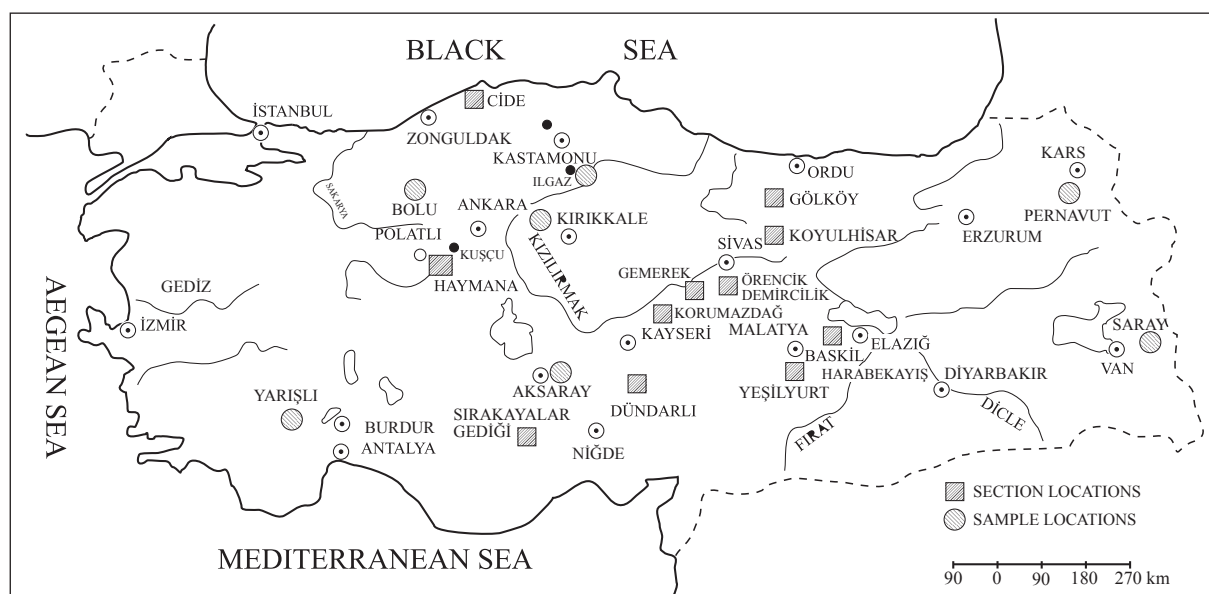 BLACK SEA
CİDE
İSTANBUL
ZONGULDAK
KASTAMONU
ILGAZ
ORDU
KARS
GÖLKÖY
SAKARYA
BOLU
ANKARA
KIRIKKALE
PERNAVUT
POLATLI
KUŞÇU
KIZILIRMAK
SİVAS
KOYULHİSAR
ERZURUM
HAYMANA
GEMEREK
ÖRENCİK
DEMİRCİLİK
AEGEAN SEA
GEDİZ
KORUMAZDAĞ
İZMİR
KAYSERİ
MALATYA
ELAZIĞ
SARAY
BASKİL
VAN
HARABEKAYIŞ
DİYARBAKIR
YARIŞLI
AKSARAY
YEŞİLYURT
DİCLE
SIRAKAYALAR
GEDİĞİ
DÜNDARLI
BURDUR
FIRAT
ANTALYA
NİĞDE
SECTION LOCATIONS
SAMPLE LOCATIONS
MEDITERRANEAN SEA
90 0 90 180 270 km